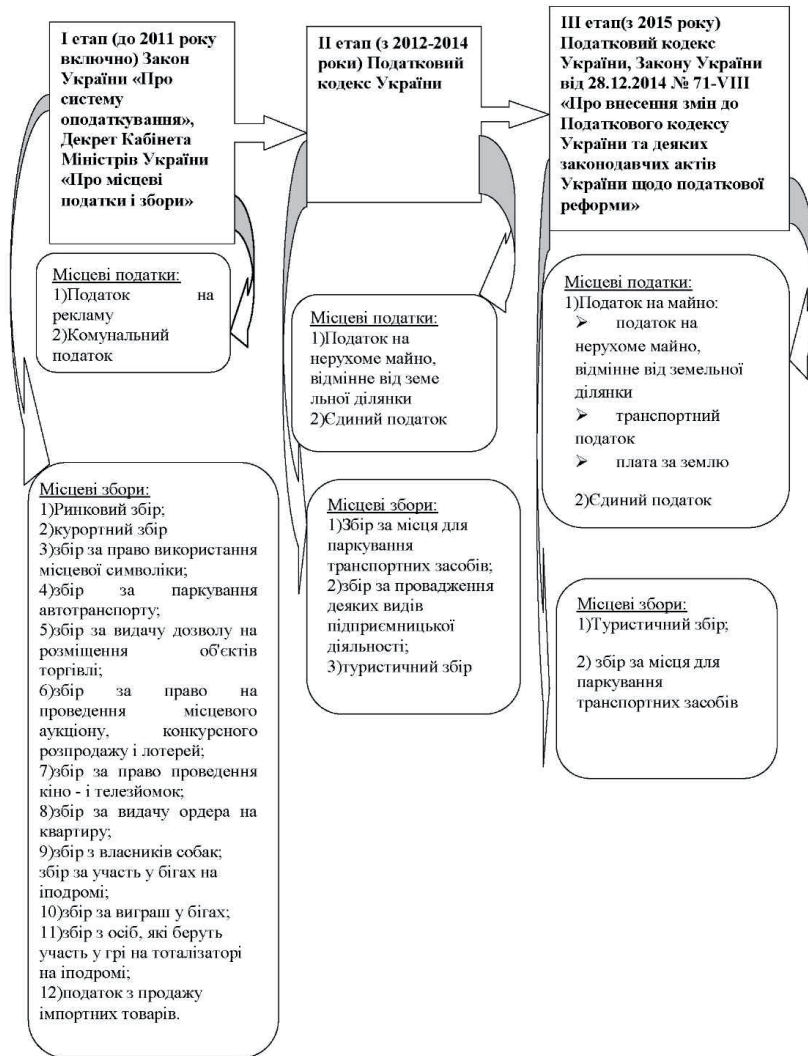 І етап (до 2011 року
включно) Закон
України «Про
систему
оподаткування»,
Декрет Кабінета
Міністрів України
«Про місцеві
податки і збори»
Місцеві податки:
1)Податок на
рекламу
2)Комунальний
податок
Місцеві збори:
1)Ринковий збір;
2)курортний збір
3)збір за право використання
місцевої символіки;
4)збір за паркування
автотранспорту;
5)збір за видачу дозволу на
розміщення об'єктів
торгівлі;
6)збір за право на
проведення місцевого
аукціону, конкурсного
розпродажу і лотерей;
7)збір за право проведення
кіно - і телезйомок;
8)збір за видачу ордера на
квартиру;
9)збір з власників собак;
збір за участь у бігах на
іподромі;
10)збір за виграш у бігах;
11)збір з осіб, які беруть
участь у грі на тоталізаторі
на іподромі;
12)податок з продажу
імпортних товарів.
ІІ етап (з 2012-2014
роки) Податковий
кодекс України
Місцеві податки:
1)Податок на
нерухоме майно,
відмінне від земе
льної ділянки
2)Єдиний податок
Місцеві збори:
1)Збір за місця для
паркування
транспортних засобів;
2)збір за провадження
деяких видів
підприємницької
діяльності;
3)туристичний збір
ІІІ етап(з 2015 року)
Податковий кодекс
України, Закону України
від 28.12.2014 № 71-VIII
«Про внесення змін до
Податкового кодексу
України та деяких
законодавчих актів
України щодо податкової
реформи»
Місцеві податки:
1)Податок на майно:
➢ податок на
нерухоме майно,
відмінне від земельної
ділянки
➢ транспортний
податок
➢ плата за землю
2)Єдиний податок
Місцеві збори:
1)Туристичний збір;
2) збір за місця для
паркування
транспортних засобів